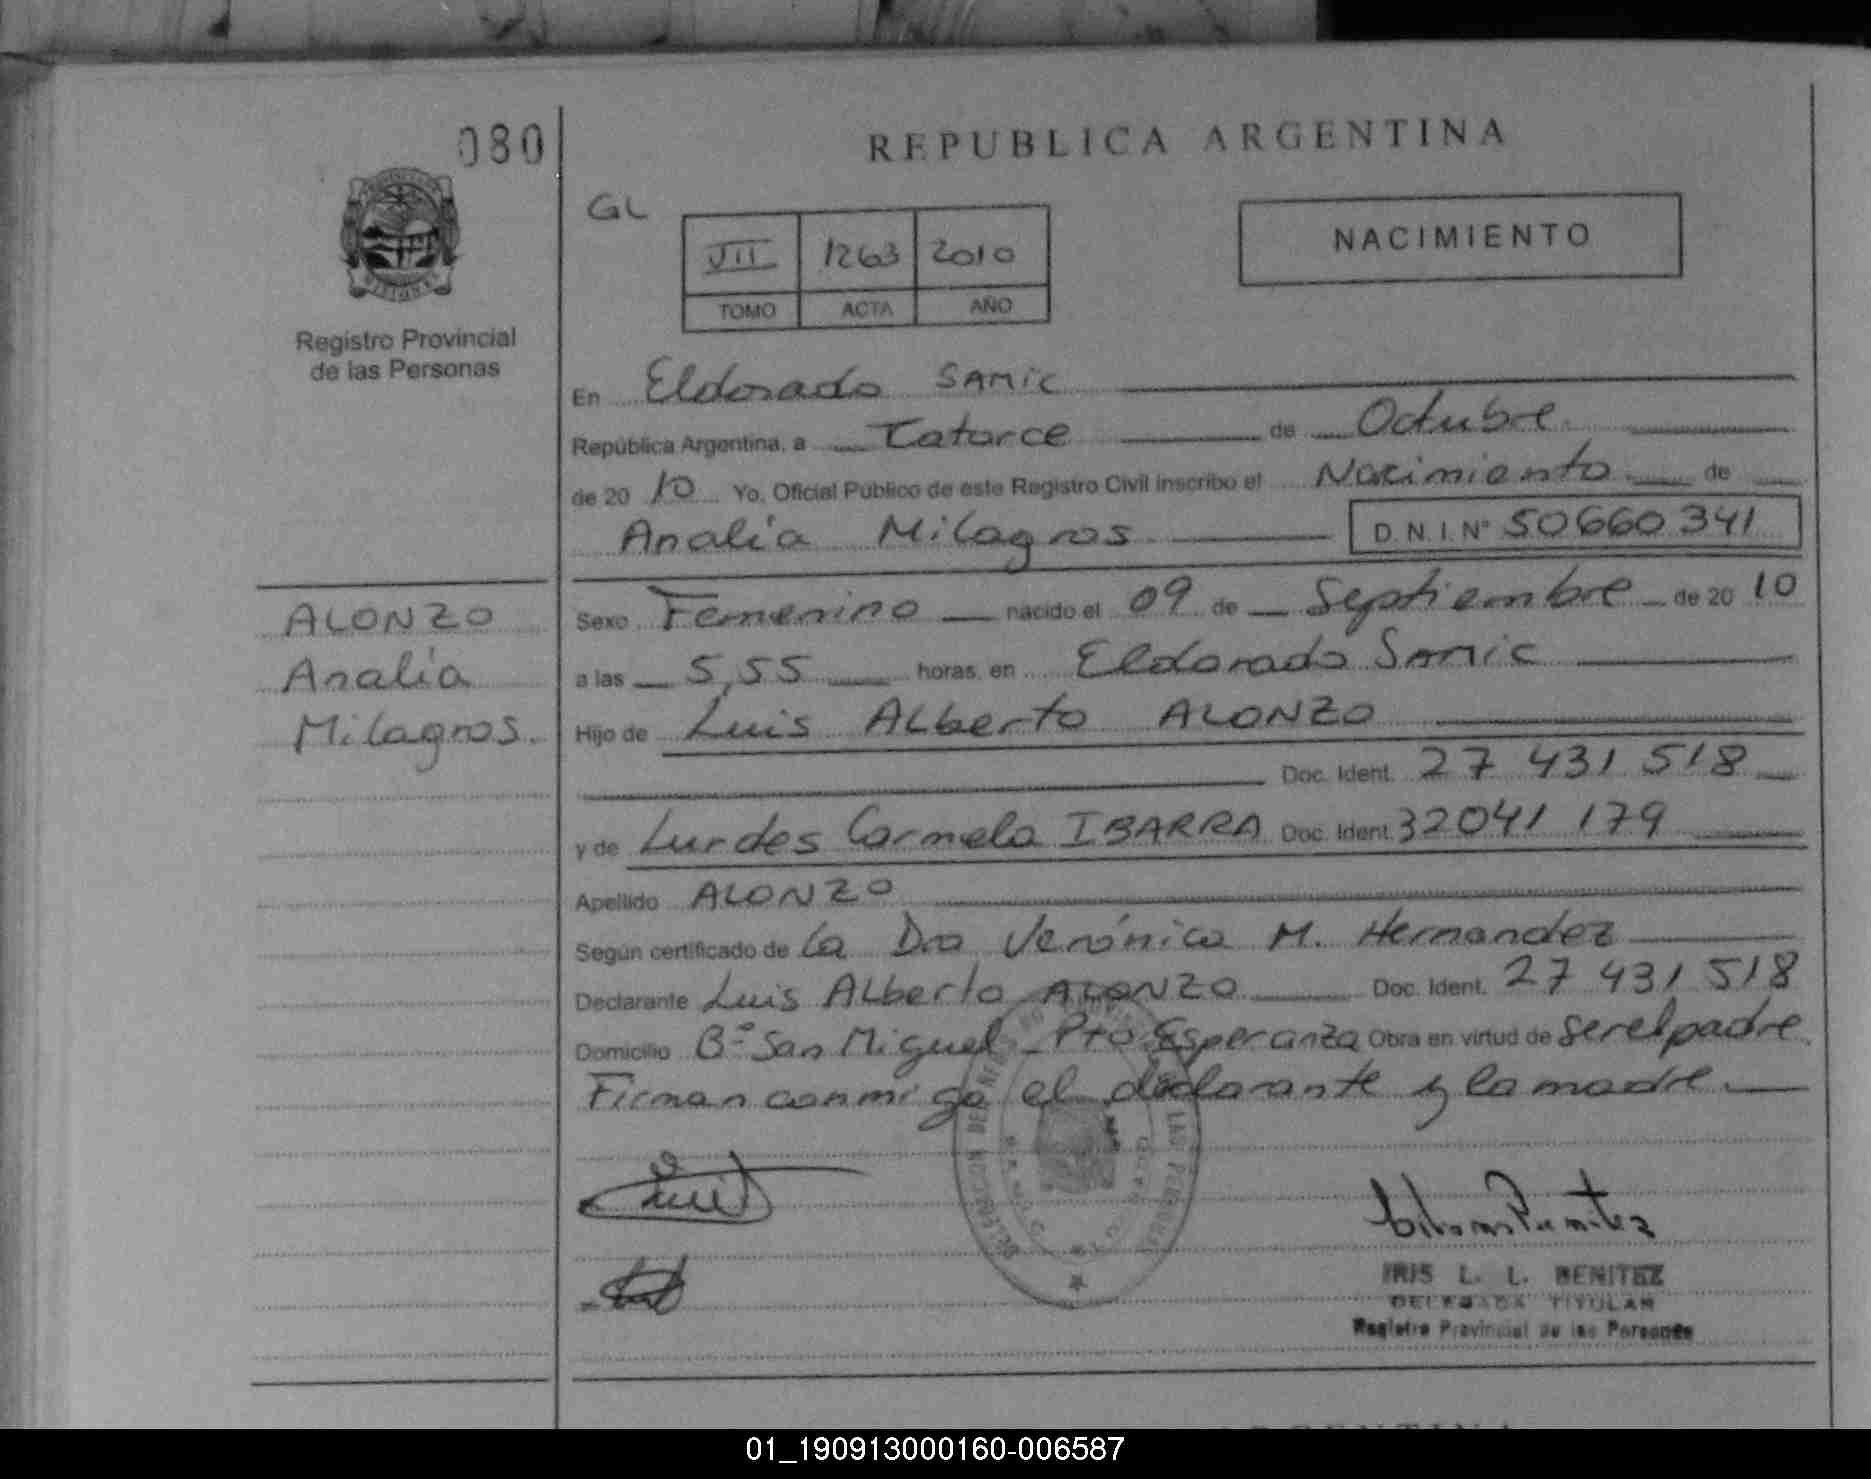 080
REPUBLICA ARGENTINA
GL
VII 1263 2010
TOMO ACTA AÑO
NACIMIENTO
Registro Provincial
de las Personas
En Eldorado SAMIC
República Argentina, a Catorce de Octubre
de 20 10 Yo, Oficial Público de este Registro Civil inscribo el Nacimiento de
Analía Milagros D.N.I. Nº 50660341
ALONZO
Analía
Milagros.
Sexo Femenino nacido el 09 de Septiembre de 20 10
a las 5,55 horas, en Eldorado SAMIC
Hijo de Luis Alberto ALONZO
Doc. Ident. 27 431 518
y de Lurdes Carmela IBARRA Doc. Ident. 32041 179
Apellido ALONZO
Según certificado de la Dra Verónica M. Hernandez
Declarante Luis Alberto ALONZO Doc. Ident. 27 431 518
Domicilio Bº San Miguel - Pto Esperanza Obra en virtud de ser el padre.
Firman conmigo el declarante y la madre.
IRIS L. L. BENITEZ
DELEGADA TITULAR
Registro Provincial de las Personas
01_190913000160-006587